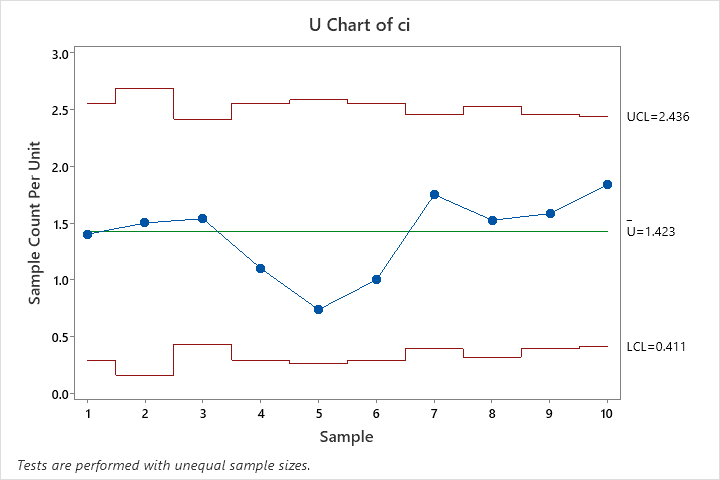 U Chart of ci
3.0
2.5
2.0
1.5
1.0
0.5
0.0
Sample Count Per Unit
UCL=2.436
U̅=1.423
LCL=0.411
1 2 3 4 5 6 7 8 9 10
Sample
Tests are performed with unequal sample sizes.